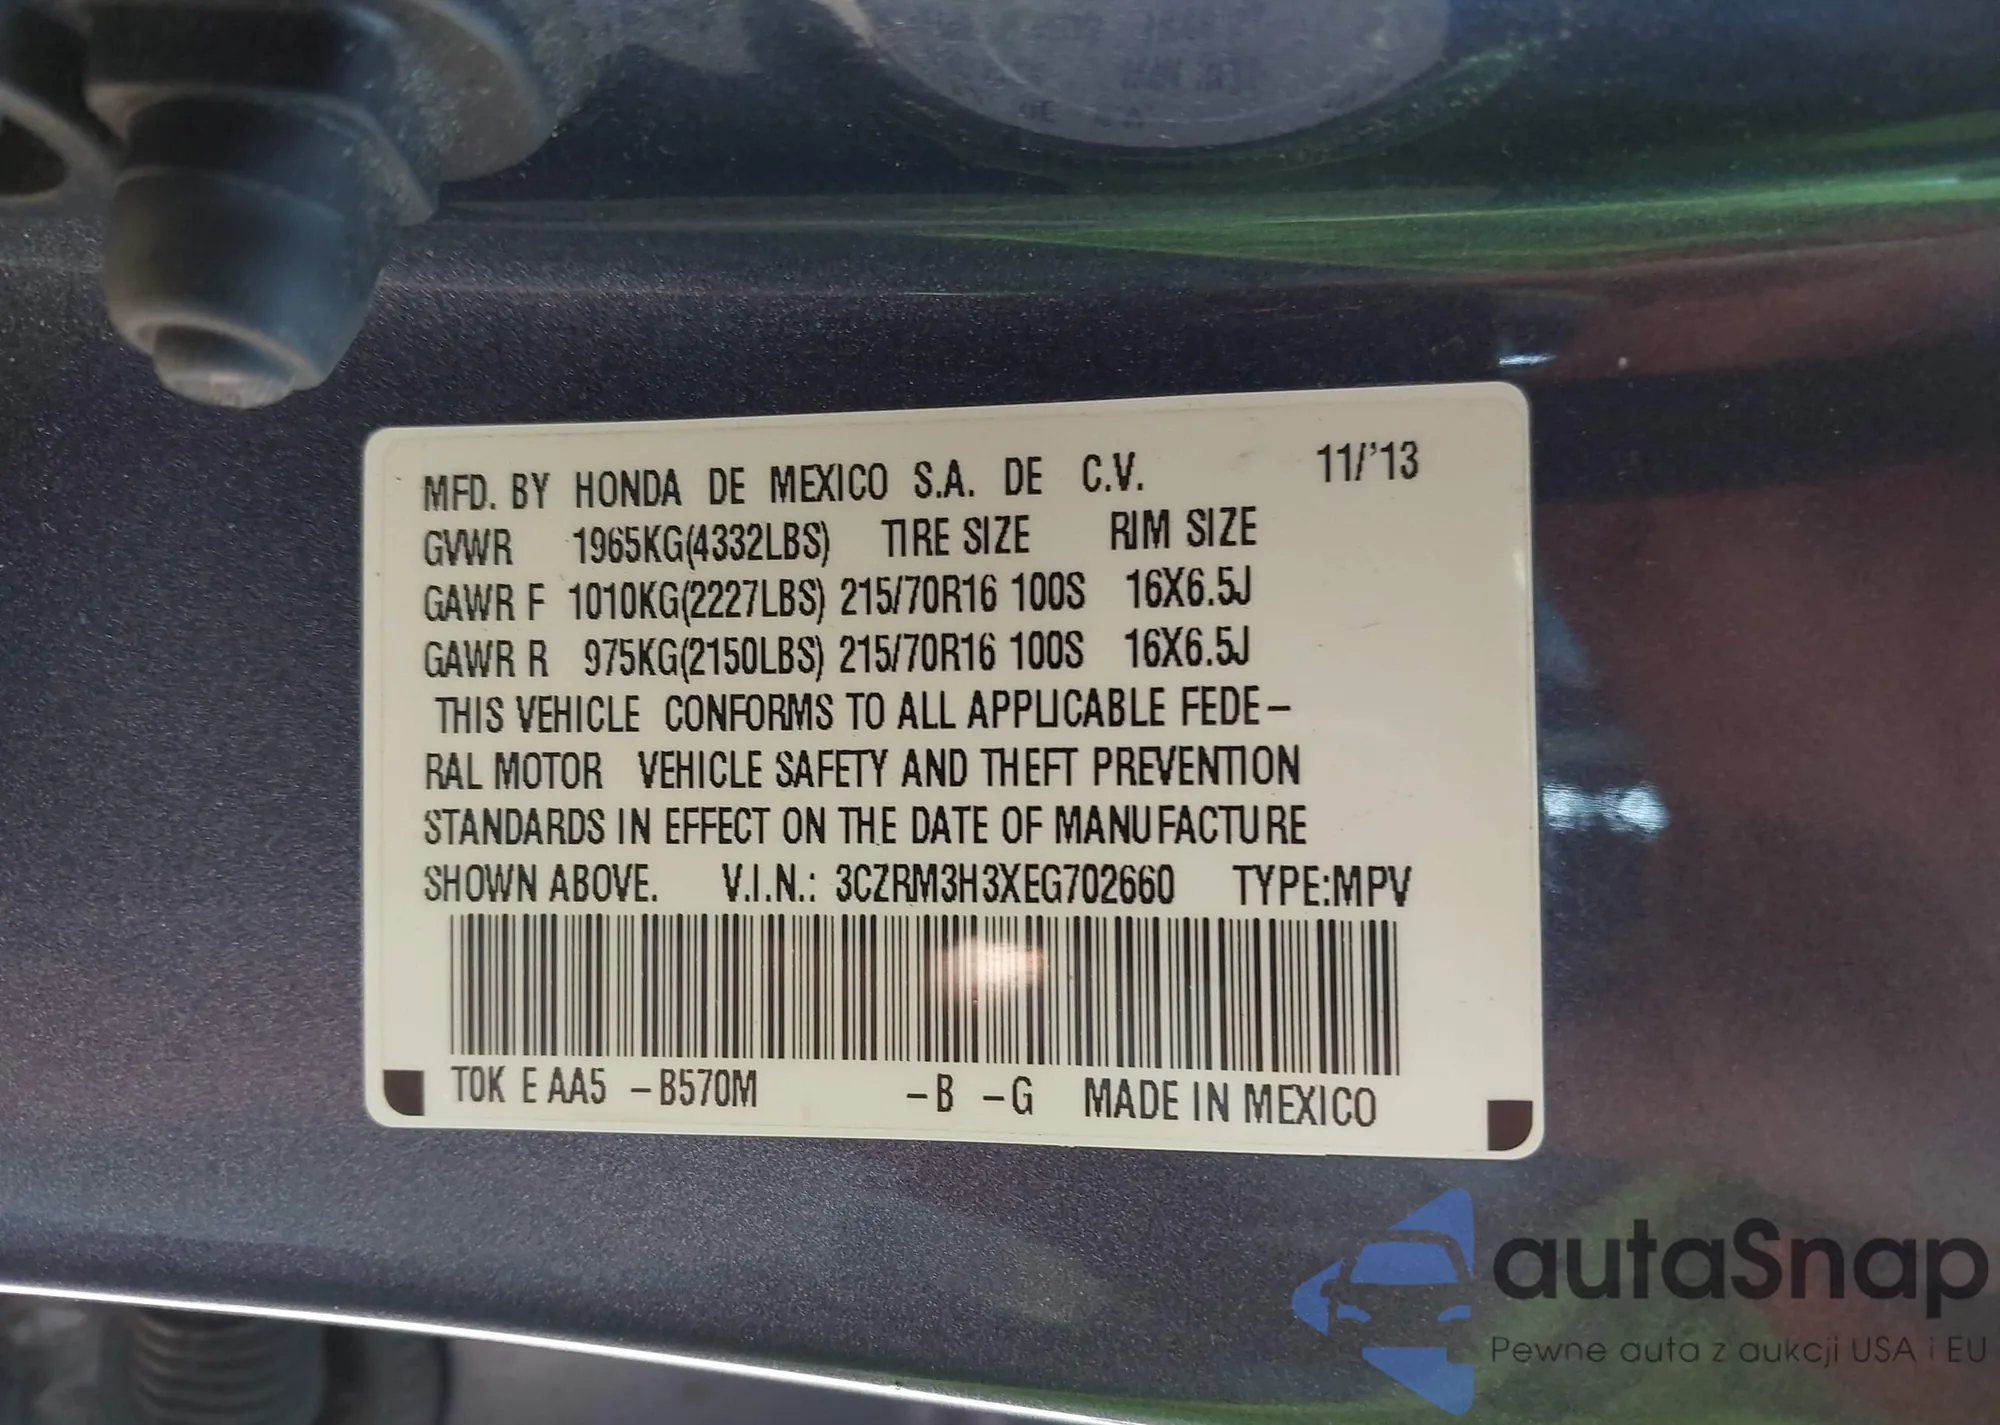 MFD. BY HONDA DE MEXICO S.A. DE C.V. 11/'13
GVWR 1965KG(4332LBS) TIRE SIZE RIM SIZE
GAWR F 1010KG(2227LBS) 215/70R16 100S 16X6.5J
GAWR R 975KG(2150LBS) 215/70R16 100S 16X6.5J
THIS VEHICLE CONFORMS TO ALL APPLICABLE FEDE-
RAL MOTOR VEHICLE SAFETY AND THEFT PREVENTION
STANDARDS IN EFFECT ON THE DATE OF MANUFACTURE
SHOWN ABOVE. V.I.N.: 3CZRM3H3XEG702660 TYPE:MPV
T0K E AA5 -B570M -B -G MADE IN MEXICO
autaSnap
Pewne auta z aukcji USA i EU